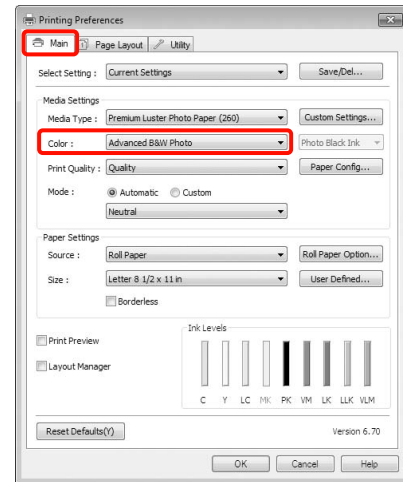 Printing Preferences
Main Page Layout Utility
Select Setting : Current Settings Save/Del...
Media Settings
Media Type : Premium Luster Photo Paper (260) Custom Settings...
Color : Advanced B&W Photo Photo Black Ink
Print Quality : Quality Paper Config...
Mode : Automatic Custom
Neutral
Paper Settings
Source : Roll Paper Roll Paper Option...
Size : Letter 8 1/2 x 11 in User Defined...
Borderless
Ink Levels
Print Preview
Layout Manager
C Y LC MK PK VM LK LLK VLM
Reset Defaults(Y) Version 6.70
OK Cancel Help